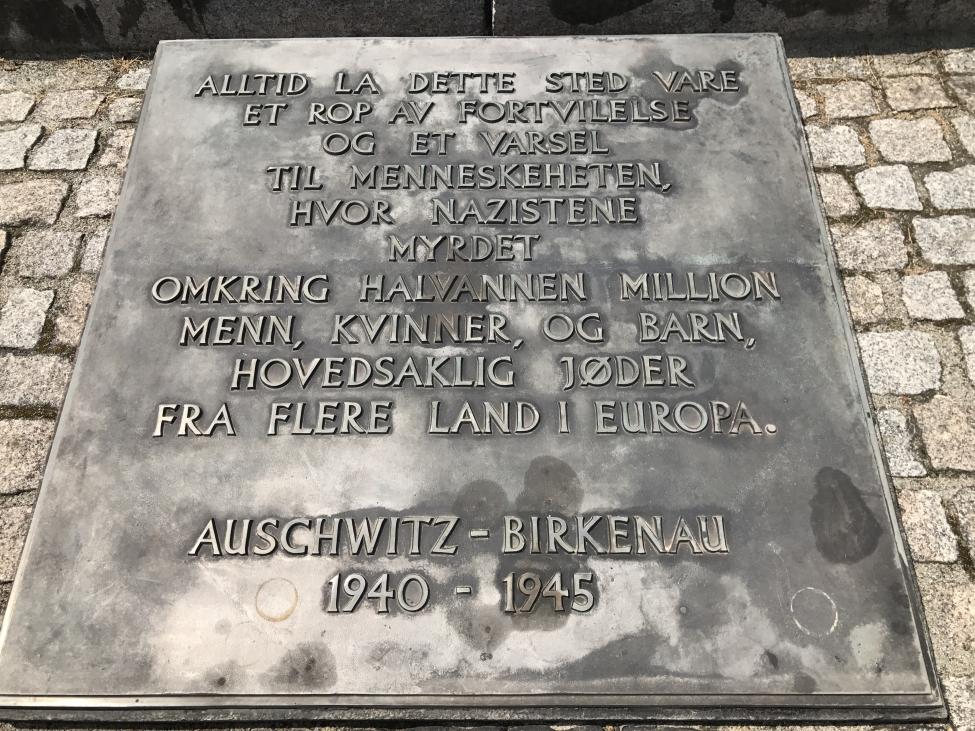 ALLTID LA DETTE STED VARE
ET ROP AV FORTVILELSE
OG ET VARSEL
TIL MENNESKEHETEN,
HVOR NAZISTENE
MYRDET
OMKRING HALVANNEN MILLION
MENN, KVINNER, OG BARN,
HOVEDSAKLIG JØDER
FRA FLERE LAND I EUROPA.
AUSCHWITZ - BIRKENAU
1940 - 1945